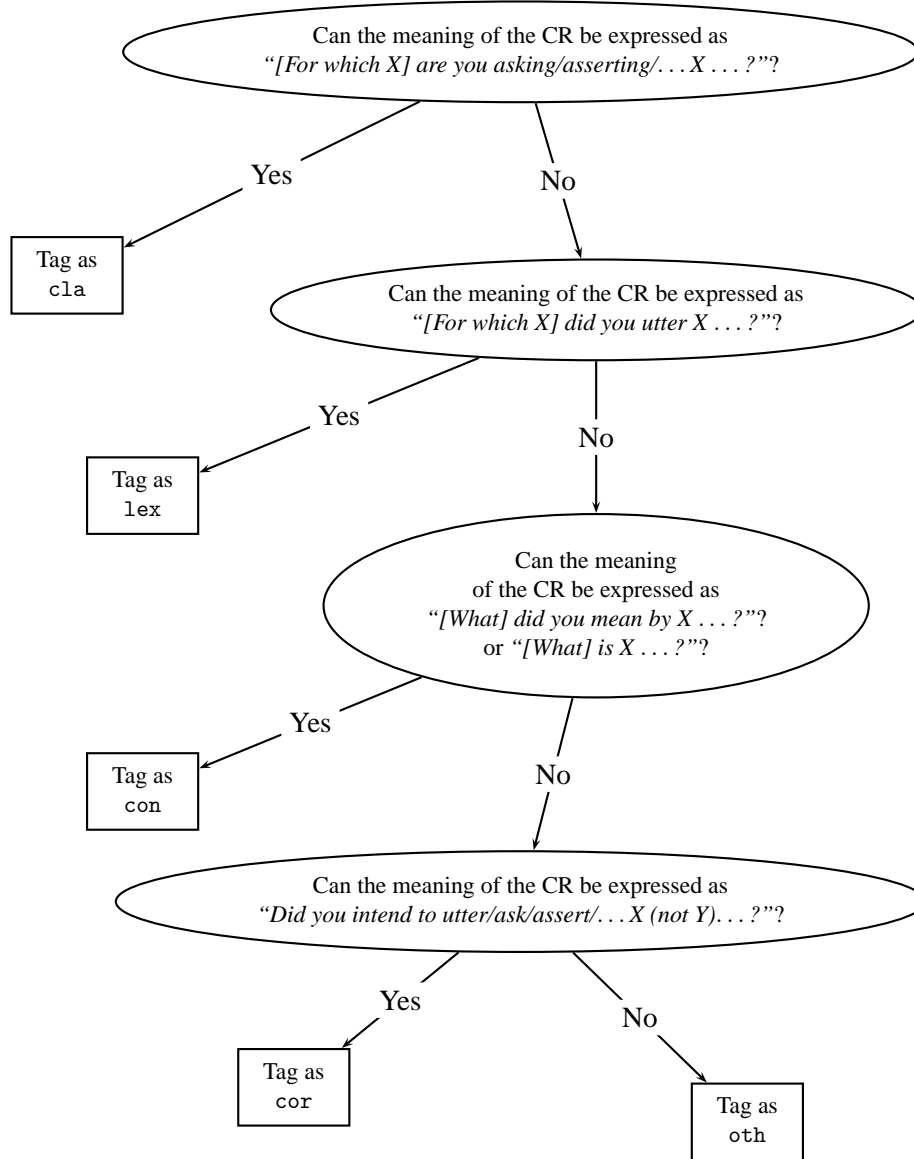 Can the meaning of the CR be expressed as
“[For which X] are you asking/asserting/. . . X . . . ?”?
Yes
No
Tag as
cla
Can the meaning of the CR be expressed as
“[For which X] did you utter X . . . ?”?
Yes
No
Tag as
lex
Can the meaning
of the CR be expressed as
“[What] did you mean by X . . . ?”?
or “[What] is X . . . ?”?
Yes
No
Tag as
con
Can the meaning of the CR be expressed as
“Did you intend to utter/ask/assert/. . . X (not Y). . . ?”?
Yes
No
Tag as
cor
Tag as
oth